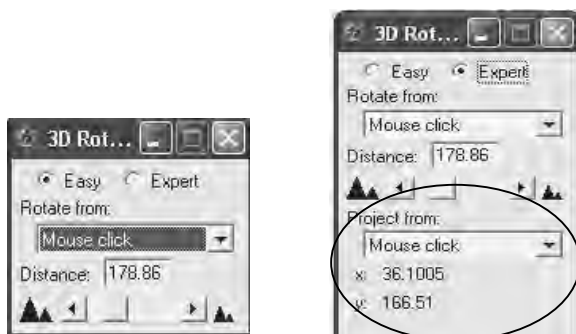 3D Rot...
Easy Expert
Rotate from:
Mouse click
Distance: 178.86
3D Rot...
Easy Expert
Rotate from:
Mouse click
Distance: 178.86
Project from:
Mouse click
x: 36.1005
y: 166.51